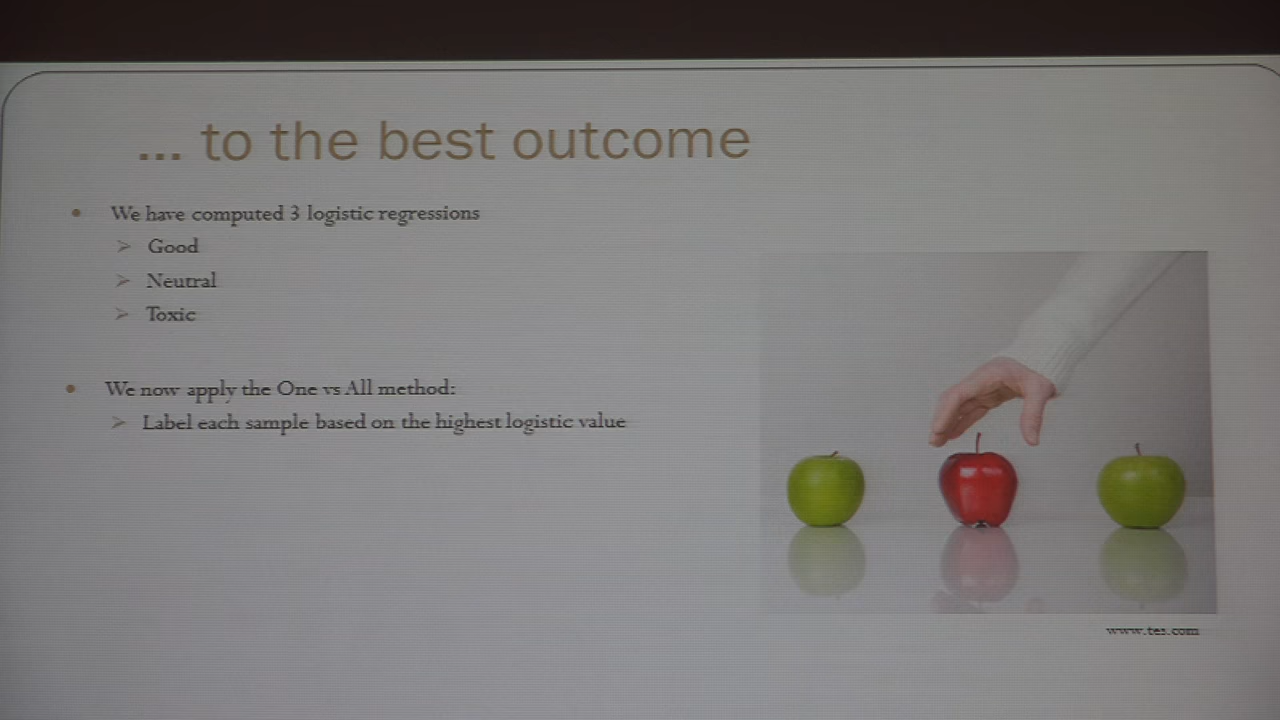 ... to the best outcome
• We have computed 3 logistic regressions
➢ Good
➢ Neutral
➢ Toxic
• We now apply the One vs All method:
➢ Label each sample based on the highest logistic value
www.tes.com